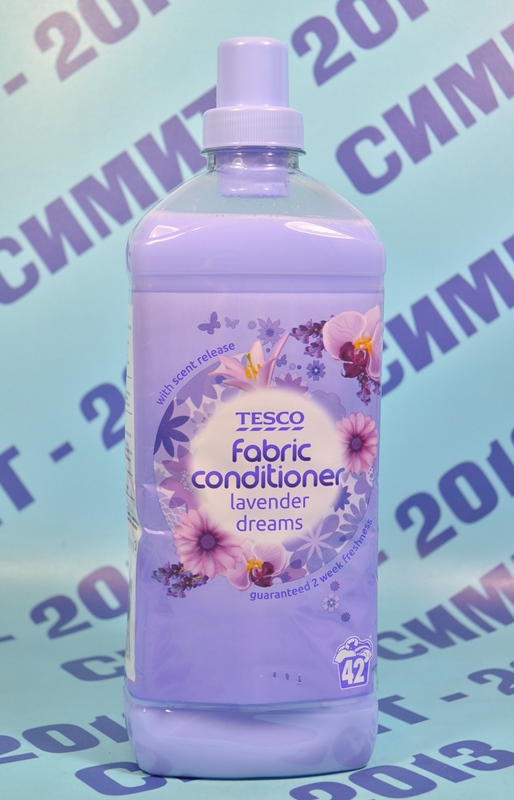 СИМИТ - 2013
with scent release
TESCO
fabric
conditioner
lavender
dreams
guaranteed 2 week freshness
42